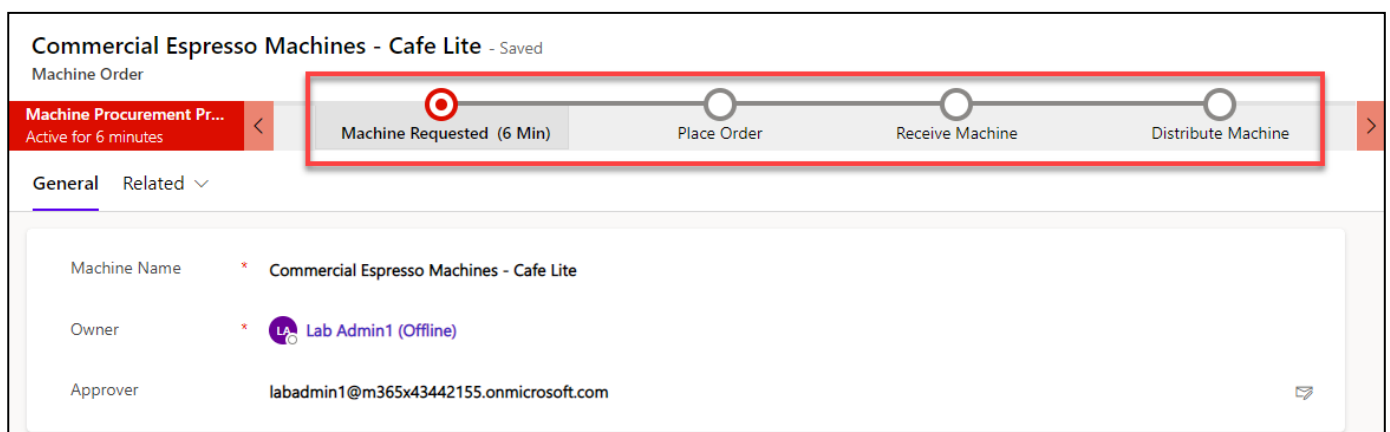 Commercial Espresso Machines - Cafe Lite - Saved
Machine Order
Machine Procurement Pr...
Active for 6 minutes
Machine Requested (6 Min)
Place Order
Receive Machine
Distribute Machine
General Related
Machine Name * Commercial Espresso Machines - Cafe Lite
Owner * LA Lab Admin1 (Offline)
Approver labadmin1@m365x43442155.onmicrosoft.com